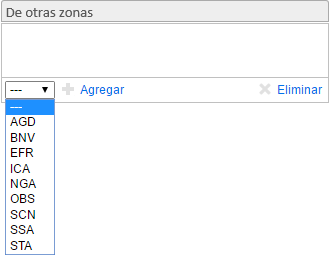 De otras zonas
--- Agregar Eliminar
---
AGD
BNV
EFR
ICA
NGA
OBS
SCN
SSA
STA